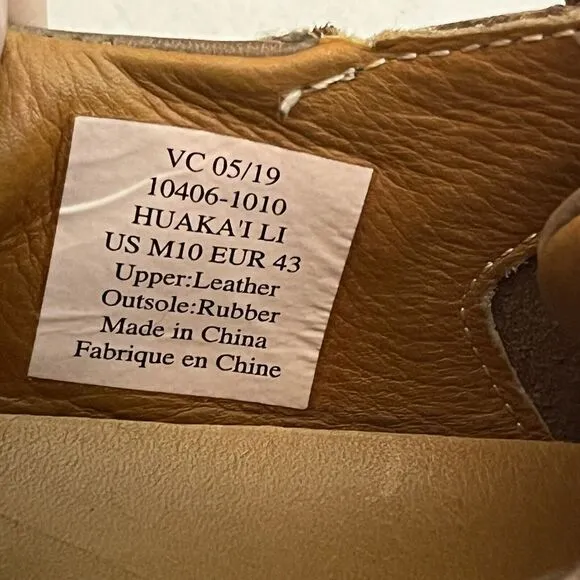 VC 05/19
10406-1010
HUAKA'I LI
US M10 EUR 43
Upper:Leather
Outsole:Rubber
Made in China
Fabrique en Chine